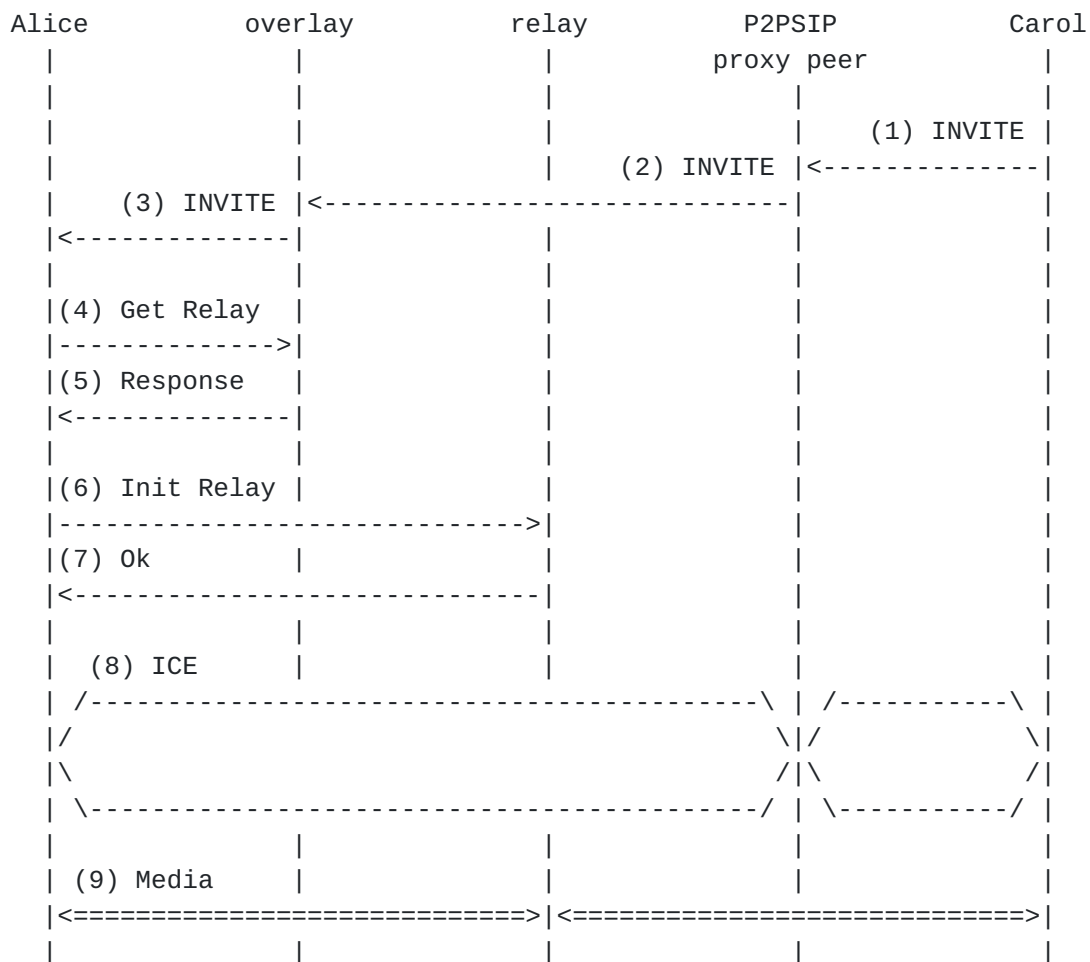 Alice overlay relay P2PSIP Carol
proxy peer
(1) INVITE
(2) INVITE
(3) INVITE
(4) Get Relay
(5) Response
(6) Init Relay
(7) Ok
(8) ICE
(9) Media